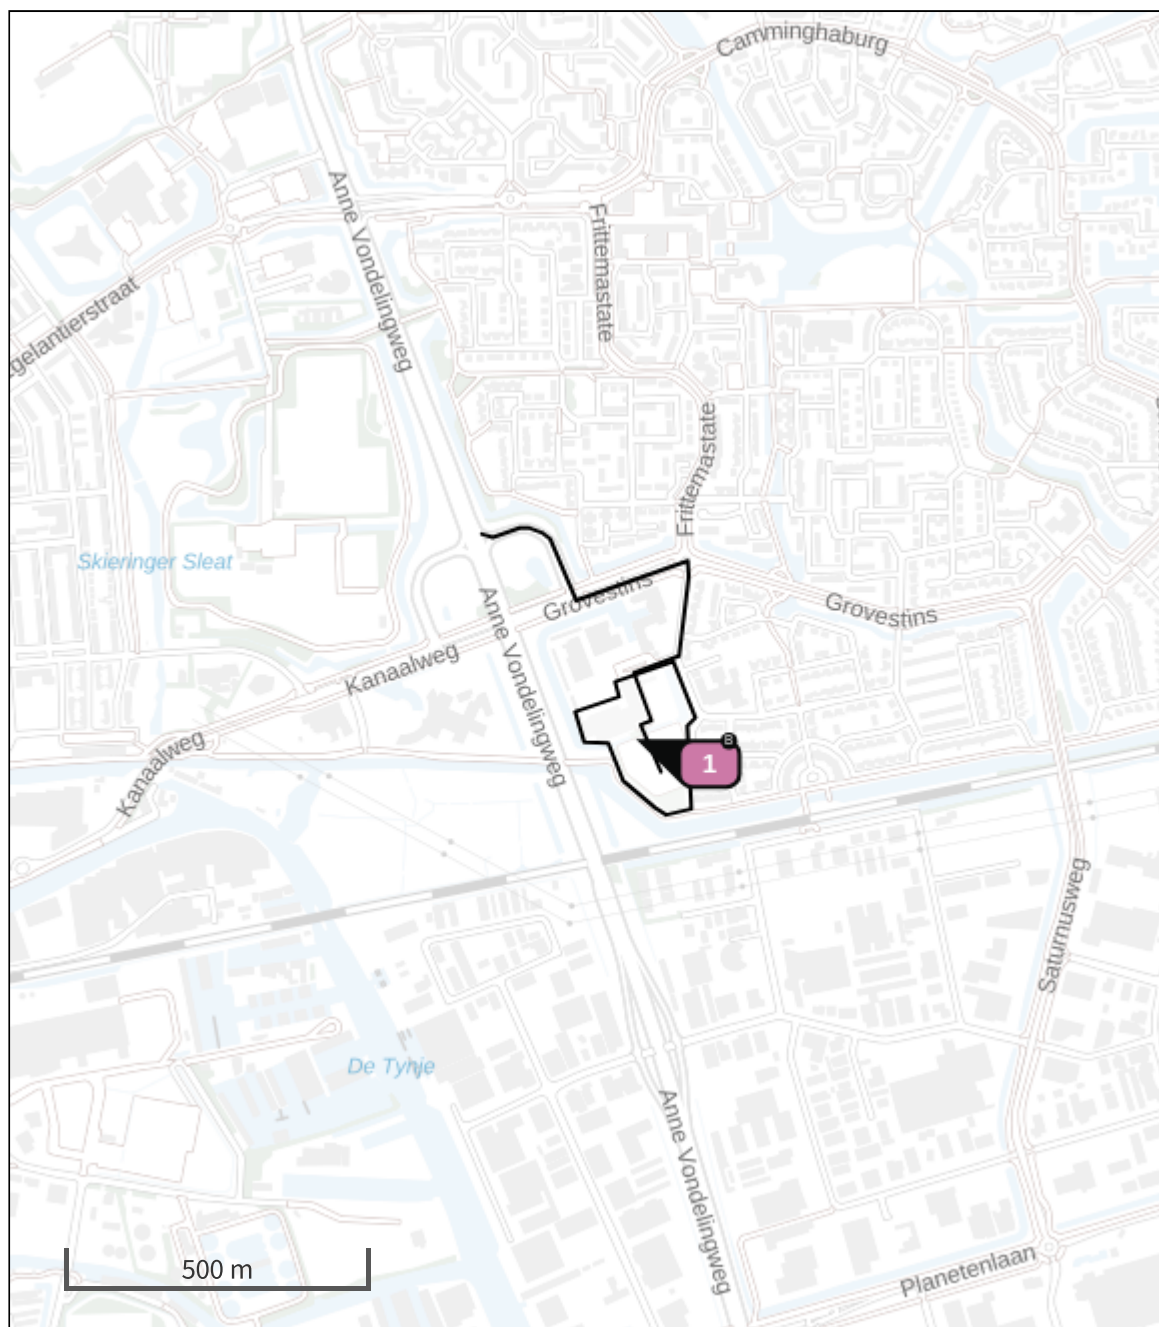 Camminghaburg
Anne Vondelingweg
Frittemastate
gelantierstraat
Frittemastate
Skieringer Sleat
Grovestins
Grovestins
Anne Vondelingweg
Kanaalweg
Kanaalweg
B
1
Saturnusweg
De Tynje
Anne Vondelingweg
Planetenlaan
500 m